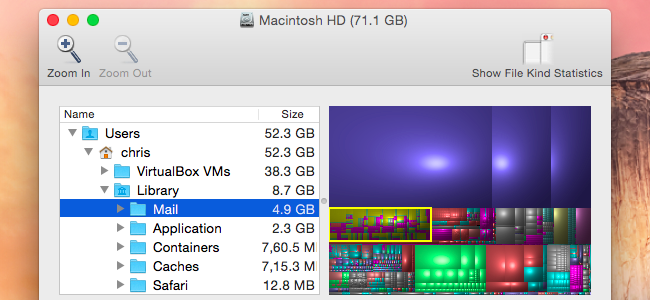 Macintosh HD (71.1 GB)
Zoom In Zoom Out Show File Kind Statistics
Name Size
Users 52.3 GB
chris 52.3 GB
VirtualBox VMs 38.3 GB
Library 8.7 GB
Mail 4.9 GB
Application 2.3 GB
Containers 7,60.5 M
Caches 7,15.3 M
Safari 12.8 MB